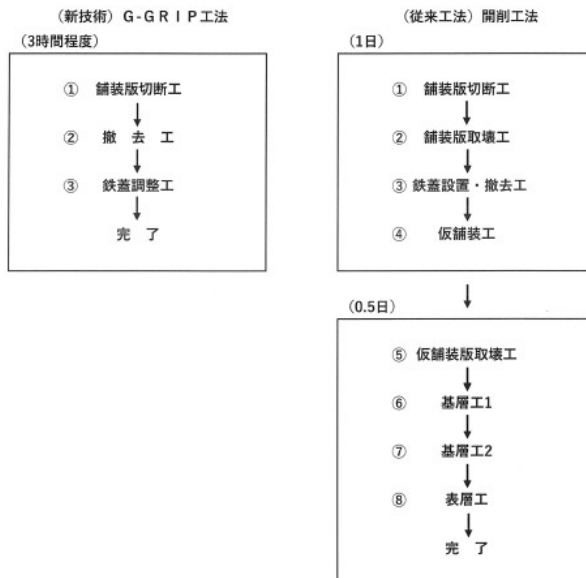 (新技術) G-GRIP工法
(3時間程度)
① 舗装版切断工
② 撤 去 工
③ 鉄蓋調整工
完 了
(従来工法) 開削工法
(1日)
① 舗装版切断工
② 舗装版取壊工
③ 鉄蓋設置・撤去工
④ 仮舗装工
(0.5日)
⑤ 仮舗装版取壊工
⑥ 基層工1
⑦ 基層工2
⑧ 表層工
完 了